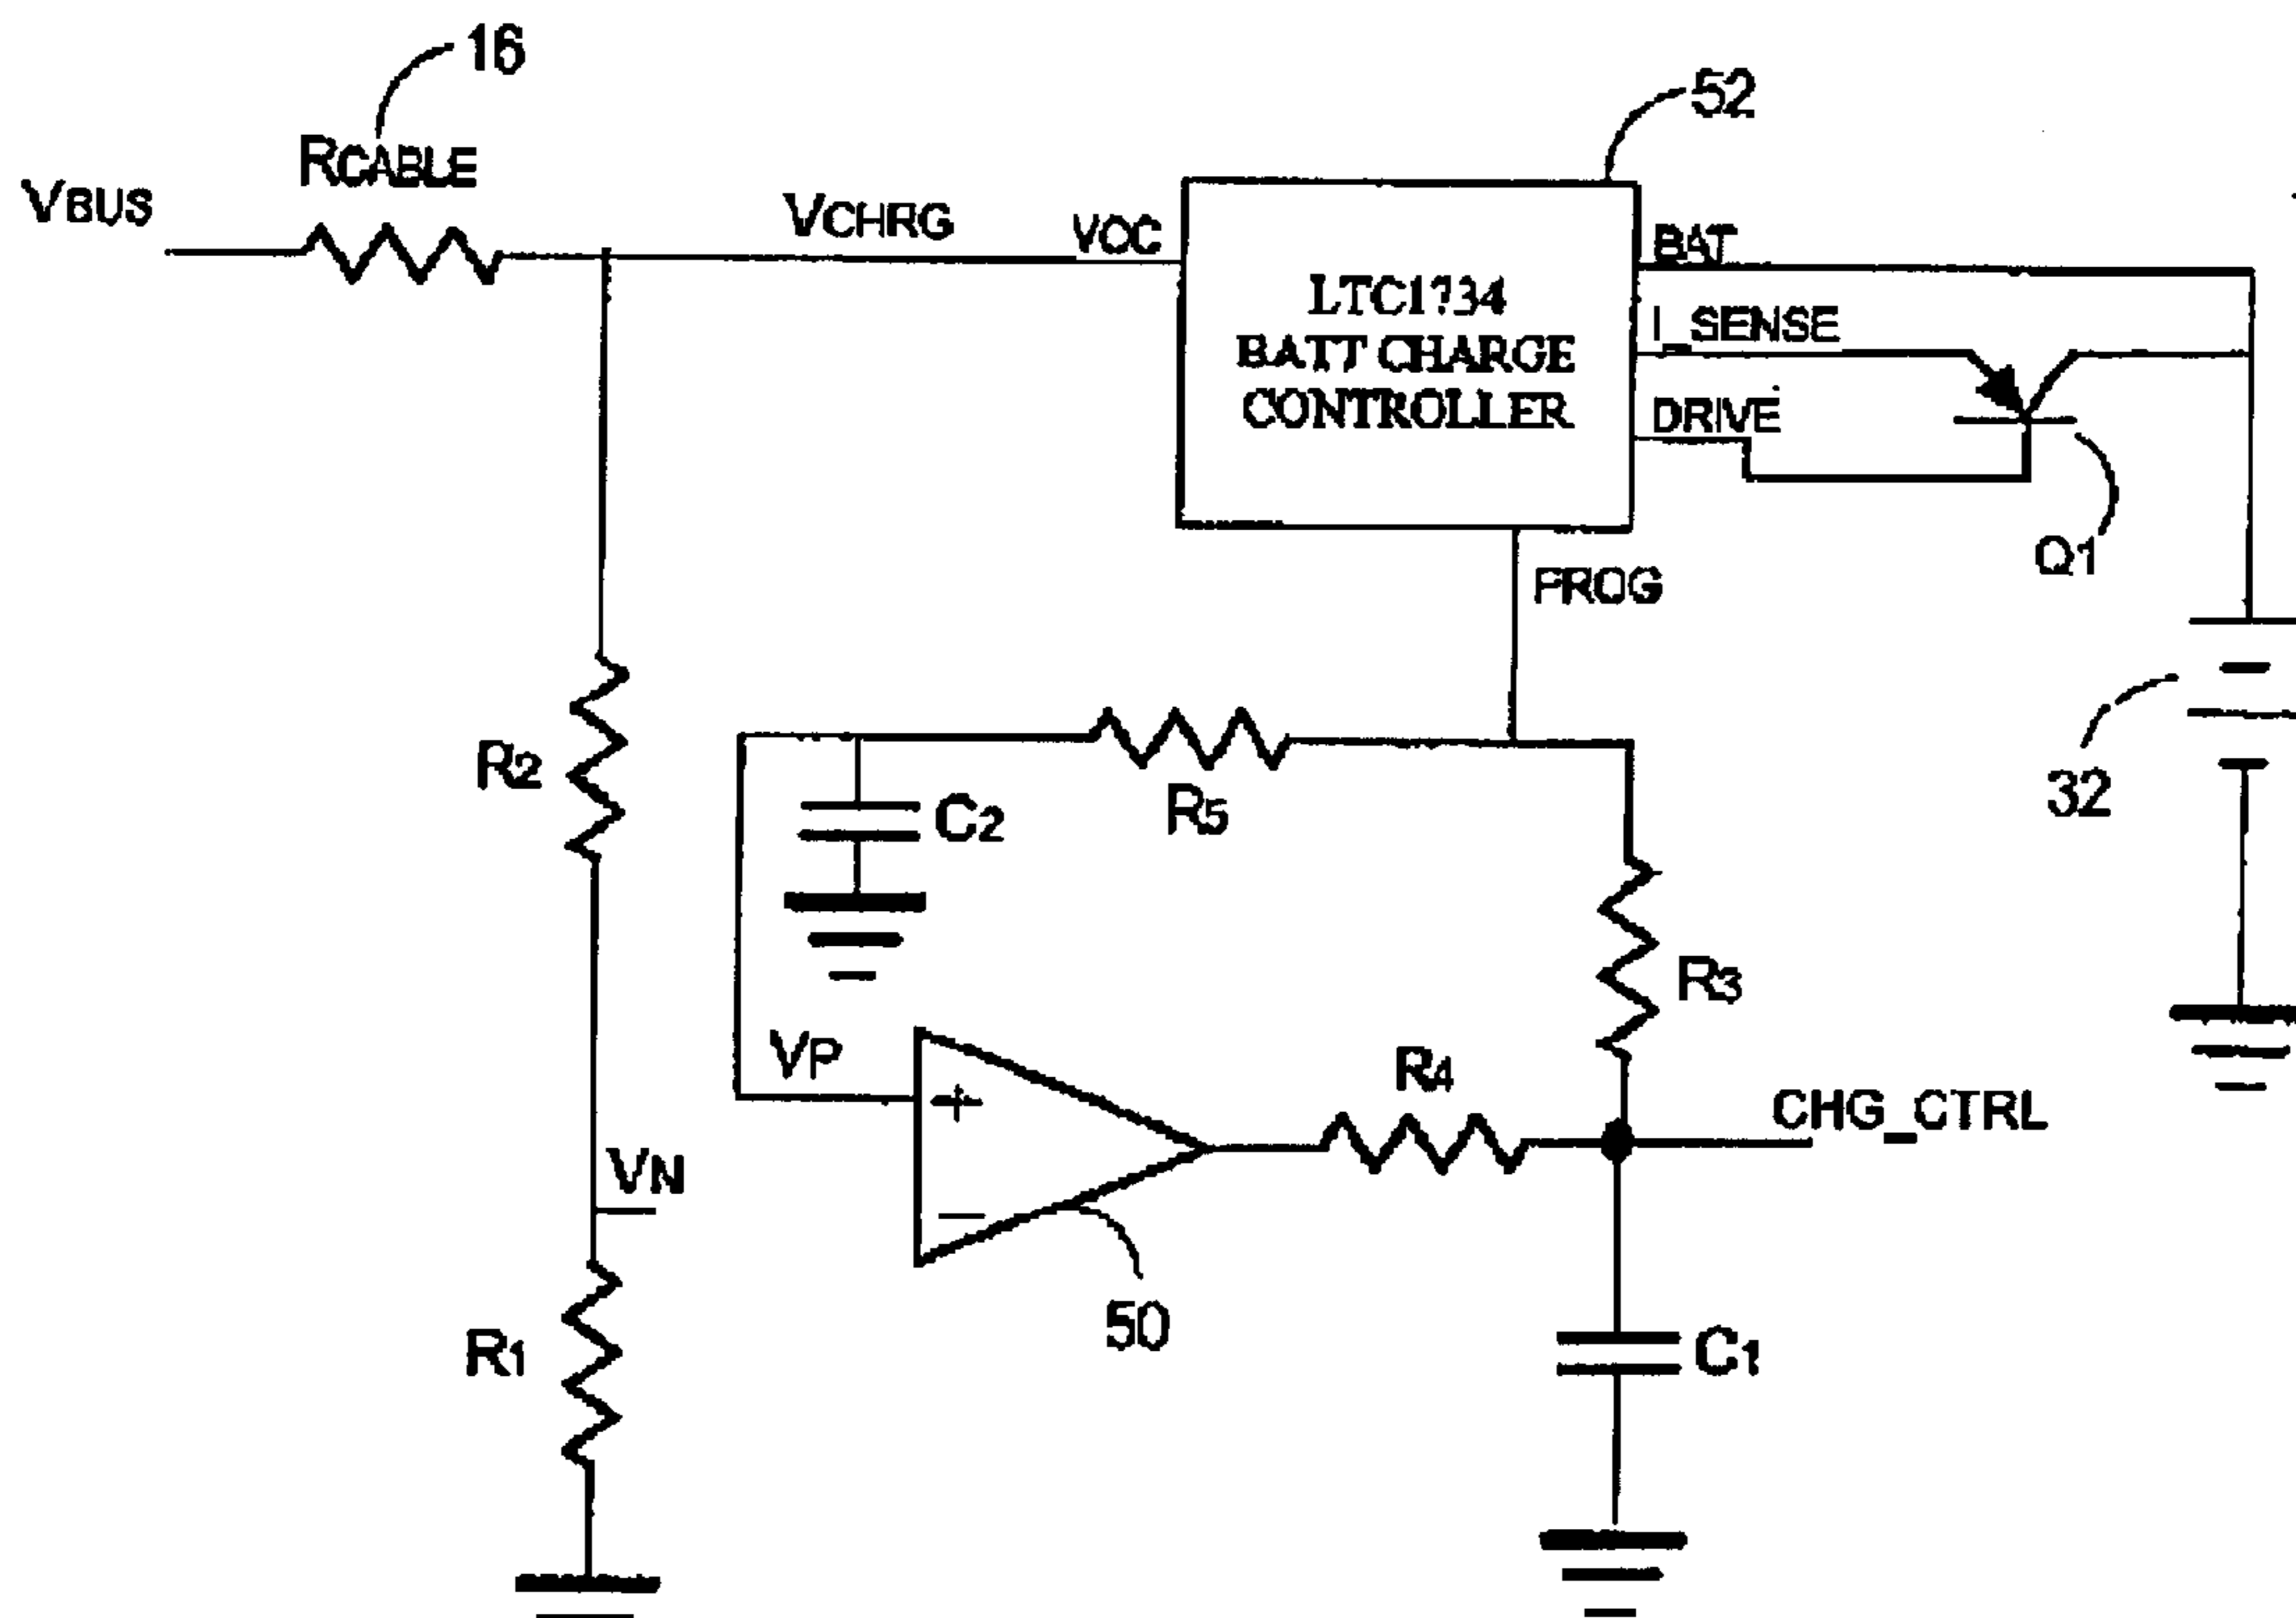 16
52
RCABLE
VBUS
VCHRG
VCC
BAT
LTC1734
BATT CHARGE
CONTROLLER
I_SENSE
DRIVE
Q1
PROG
R2
R5
C2
32
R3
VP
+
R4
CHG_CTRL
VN
−
50
R1
C1